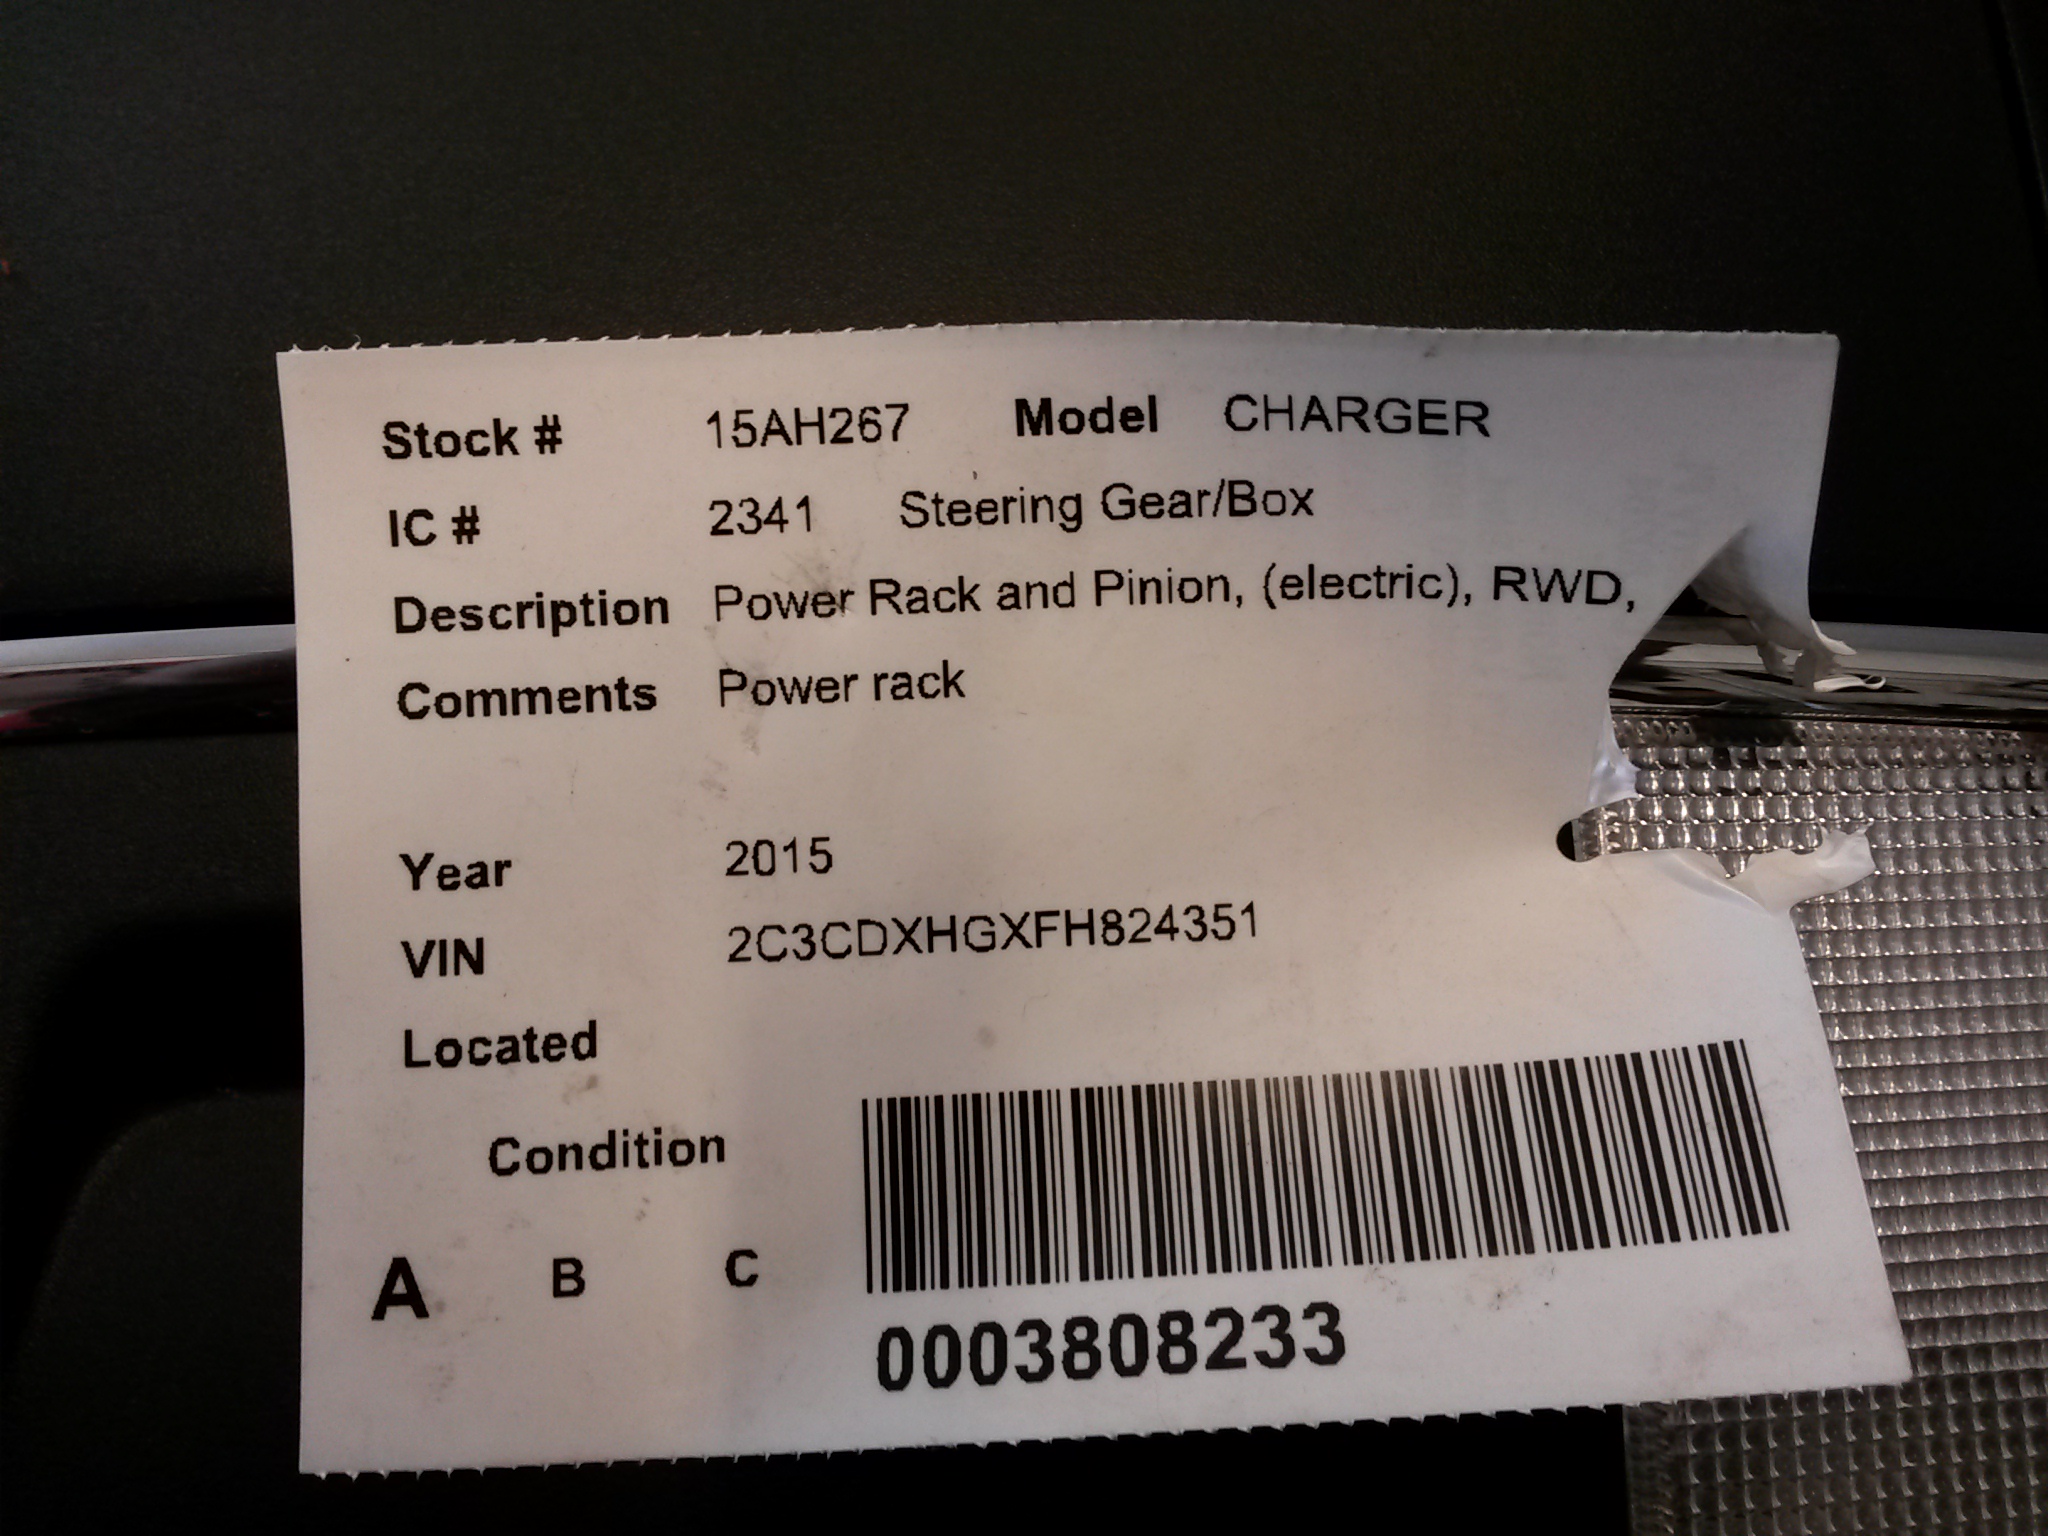 Stock # 15AH267 Model CHARGER
IC # 2341 Steering Gear/Box
Description Power Rack and Pinion, (electric), RWD,
Comments Power rack
Year 2015
VIN 2C3CDXHGXFH824351
Located
Condition
A B C
0003808233